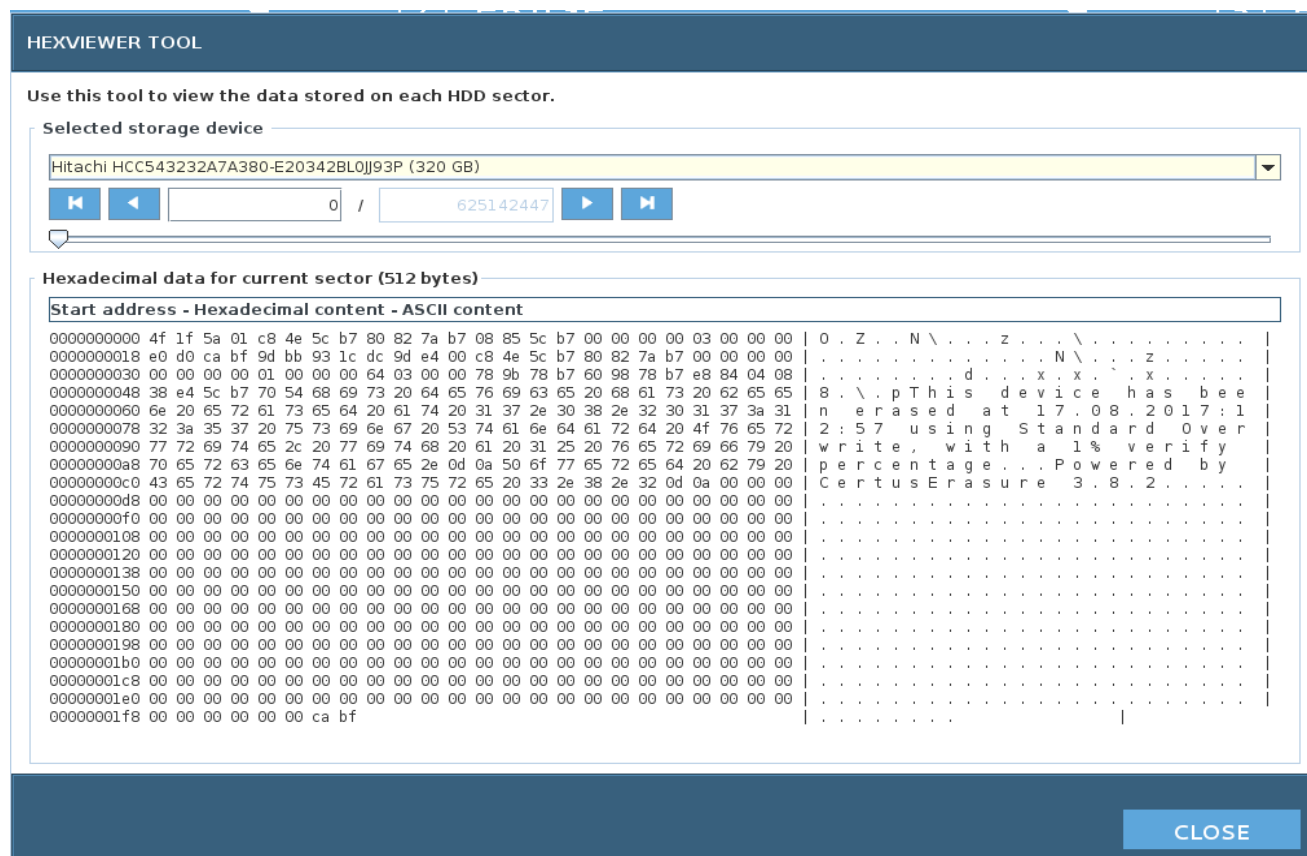 HEXVIEWER TOOL
Use this tool to view the data stored on each HDD sector.
Selected storage device
Hitachi HCC543232A7A380-E20342BL0JJ93P (320 GB)
0 / 625142447
Hexadecimal data for current sector (512 bytes)
Start address - Hexadecimal content - ASCII content
0000000000 4f 1f 5a 01 c8 4e 5c b7 80 82 7a b7 08 85 5c b7 00 00 00 00 03 00 00 00 | O . Z . . N \ . . . z . . . \ . . . . . . . . . |
0000000018 e0 d0 ca bf 9d bb 93 1c dc 9d e4 00 c8 4e 5c b7 80 82 7a b7 00 00 00 00 | . . . . . . . . . . . . . N \ . . . z . . . . . |
0000000030 00 00 00 00 01 00 00 00 64 03 00 00 78 9b 78 b7 60 98 78 b7 e8 84 04 08 | . . . . . . . . d . . . x . x . ` . x . . . . . |
0000000048 38 e4 5c b7 70 54 68 69 73 20 64 65 76 69 63 65 20 68 61 73 20 62 65 65 | 8 . \ . p T h i s   d e v i c e   h a s   b e e |
0000000060 6e 20 65 72 61 73 65 64 20 61 74 20 31 37 2e 30 38 2e 32 30 31 37 3a 31 | n   e r a s e d   a t   1 7 . 0 8 . 2 0 1 7 : 1 |
0000000078 32 3a 35 37 20 75 73 69 6e 67 20 53 74 61 6e 64 61 72 64 20 4f 76 65 72 | 2 : 5 7   u s i n g   S t a n d a r d   O v e r |
0000000090 77 72 69 74 65 2c 20 77 69 74 68 20 61 20 31 25 20 76 65 72 69 66 79 20 | w r i t e ,   w i t h   a   1 %   v e r i f y |
00000000a8 70 65 72 63 65 6e 74 61 67 65 2e 0d 0a 50 6f 77 65 72 65 64 20 62 79 20 | p e r c e n t a g e . . . P o w e r e d   b y |
00000000c0 43 65 72 74 75 73 45 72 61 73 75 72 65 20 33 2e 38 2e 32 0d 0a 00 00 00 | C e r t u s E r a s u r e   3 . 8 . 2 . . . . . |
00000000d8 00 00 00 00 00 00 00 00 00 00 00 00 00 00 00 00 00 00 00 00 00 00 00 00 | . . . . . . . . . . . . . . . . . . . . . . . . |
00000000f0 00 00 00 00 00 00 00 00 00 00 00 00 00 00 00 00 00 00 00 00 00 00 00 00 | . . . . . . . . . . . . . . . . . . . . . . . . |
0000000108 00 00 00 00 00 00 00 00 00 00 00 00 00 00 00 00 00 00 00 00 00 00 00 00 | . . . . . . . . . . . . . . . . . . . . . . . . |
0000000120 00 00 00 00 00 00 00 00 00 00 00 00 00 00 00 00 00 00 00 00 00 00 00 00 | . . . . . . . . . . . . . . . . . . . . . . . . |
0000000138 00 00 00 00 00 00 00 00 00 00 00 00 00 00 00 00 00 00 00 00 00 00 00 00 | . . . . . . . . . . . . . . . . . . . . . . . . |
0000000150 00 00 00 00 00 00 00 00 00 00 00 00 00 00 00 00 00 00 00 00 00 00 00 00 | . . . . . . . . . . . . . . . . . . . . . . . . |
0000000168 00 00 00 00 00 00 00 00 00 00 00 00 00 00 00 00 00 00 00 00 00 00 00 00 | . . . . . . . . . . . . . . . . . . . . . . . . |
0000000180 00 00 00 00 00 00 00 00 00 00 00 00 00 00 00 00 00 00 00 00 00 00 00 00 | . . . . . . . . . . . . . . . . . . . . . . . . |
0000000198 00 00 00 00 00 00 00 00 00 00 00 00 00 00 00 00 00 00 00 00 00 00 00 00 | . . . . . . . . . . . . . . . . . . . . . . . . |
00000001b0 00 00 00 00 00 00 00 00 00 00 00 00 00 00 00 00 00 00 00 00 00 00 00 00 | . . . . . . . . . . . . . . . . . . . . . . . . |
00000001c8 00 00 00 00 00 00 00 00 00 00 00 00 00 00 00 00 00 00 00 00 00 00 00 00 | . . . . . . . . . . . . . . . . . . . . . . . . |
00000001e0 00 00 00 00 00 00 00 00 00 00 00 00 00 00 00 00 00 00 00 00 00 00 00 00 | . . . . . . . . . . . . . . . . . . . . . . . . |
00000001f8 00 00 00 00 00 00 ca bf | . . . . . . . . |
CLOSE